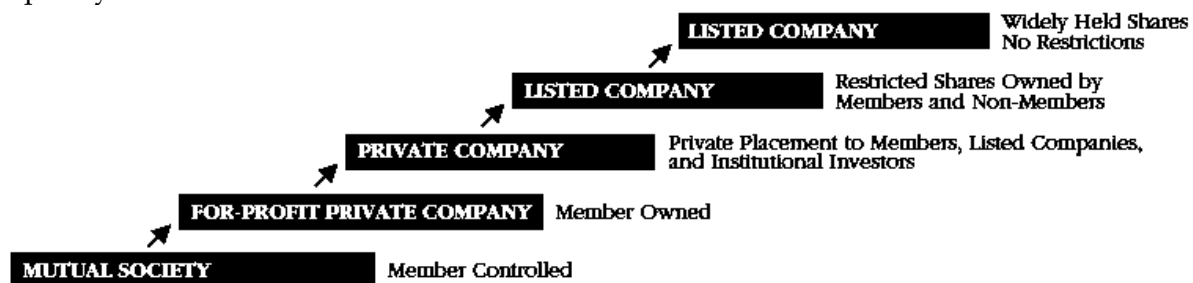 LISTED COMPANY
Widely Held Shares
No Restrictions
LISTED COMPANY
Restricted Shares Owned by
Members and Non-Members
PRIVATE COMPANY
Private Placement to Members, Listed Companies,
and Institutional Investors
FOR-PROFIT PRIVATE COMPANY
Member Owned
MUTUAL SOCIETY
Member Controlled